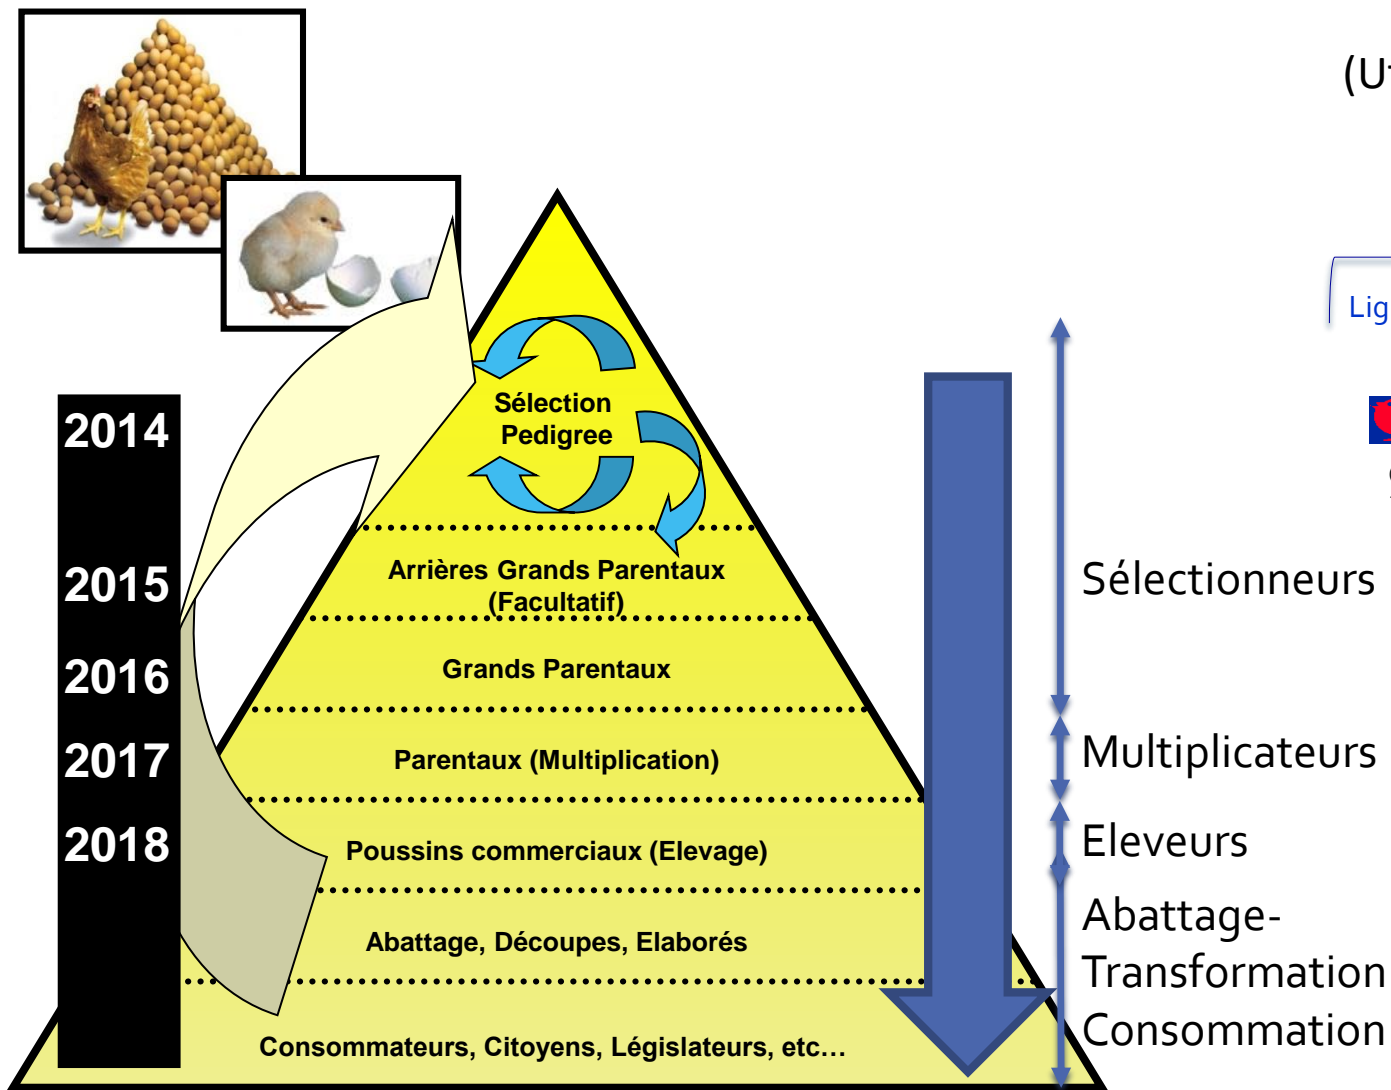 (U
Lig
Sélection
Pedigree
2014
Arrières Grands Parentaux
(Facultatif)
2015
Sélectionneurs
Grands Parentaux
2016
Parentaux (Multiplication)
2017
Multiplicateurs
Poussins commerciaux (Elevage)
2018
Eleveurs
Abattage, Découpes, Elaborés
Abattage-
Transformation
Consommation
Consommateurs, Citoyens, Législateurs, etc…